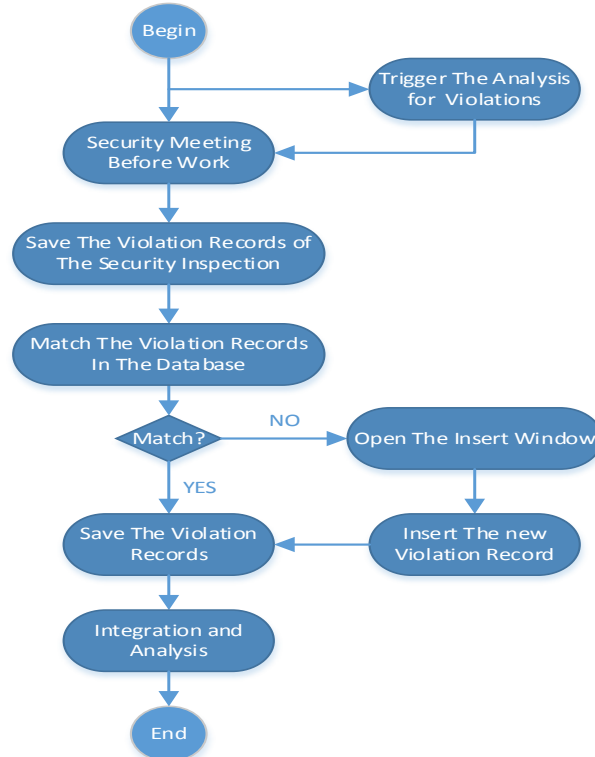 Begin
Trigger The Analysis
for Violations
Security Meeting
Before Work
Save The Violation Records of
The Security Inspection
Match The Violation Records
In The Database
Match?
NO
Open The Insert Window
YES
Save The Violation
Records
Insert The new
Violation Record
Integration and
Analysis
End